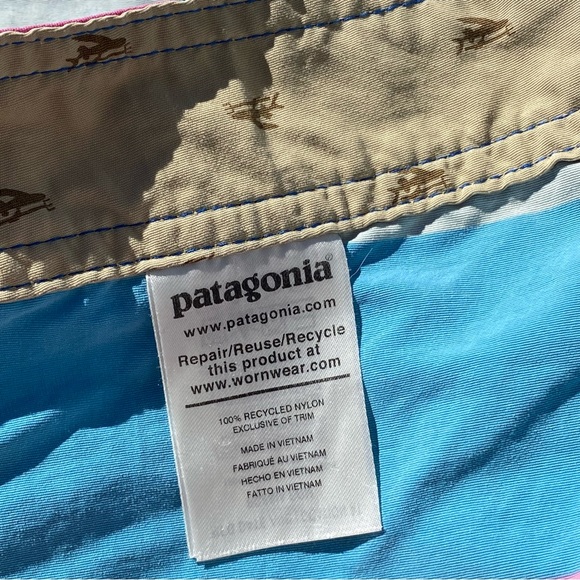 patagonia®
www.patagonia.com
Repair/Reuse/Recycle
this product at
www.wornwear.com
100% RECYCLED NYLON
EXCLUSIVE OF TRIM
MADE IN VIETNAM
FABRIQUÉ AU VIETNAM
HECHO EN VIETNAM
FATTO IN VIETNAM